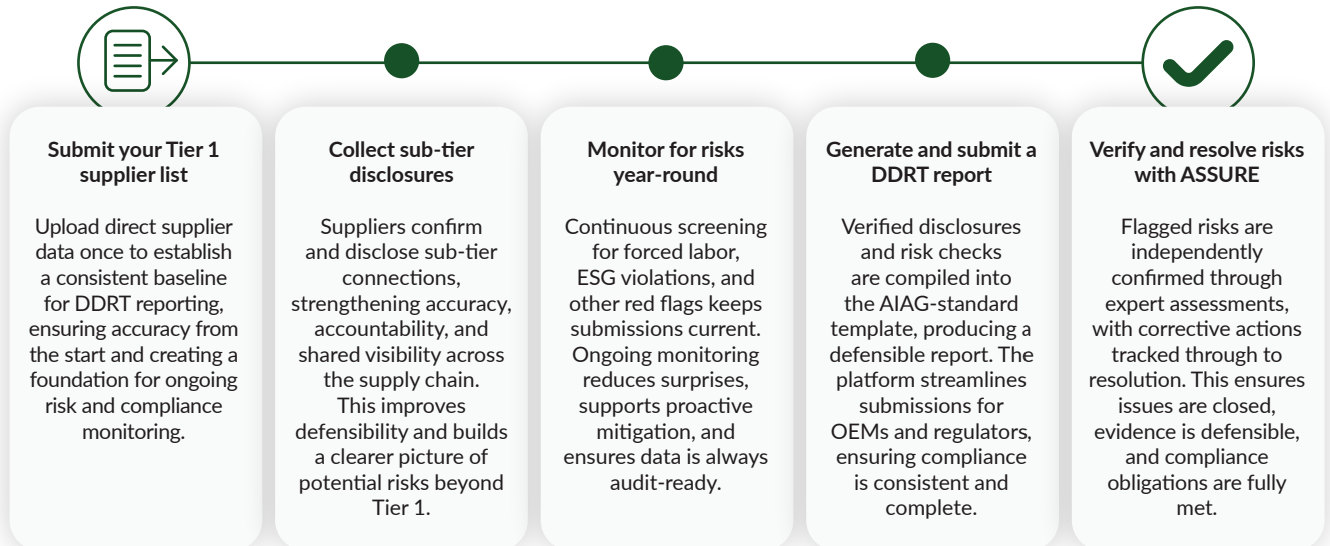 Submit your Tier 1
supplier list
Upload direct supplier
data once to establish
a consistent baseline
for DDRT reporting,
ensuring accuracy from
the start and creating a
foundation for ongoing
risk and compliance
monitoring.
Collect sub-tier
disclosures
Suppliers confirm
and disclose sub-tier
connections,
strengthening accuracy,
accountability, and
shared visibility across
the supply chain.
This improves
defensibility and builds
a clearer picture of
potential risks beyond
Tier 1.
Monitor for risks
year-round
Continuous screening
for forced labor,
ESG violations, and
other red flags keeps
submissions current.
Ongoing monitoring
reduces surprises,
supports proactive
mitigation, and
ensures data is always
audit-ready.
Generate and submit a
DDRT report
Verified disclosures
and risk checks
are compiled into
the AIAG-standard
template, producing a
defensible report. The
platform streamlines
submissions for
OEMs and regulators,
ensuring compliance
is consistent and
complete.
Verify and resolve risks
with ASSURE
Flagged risks are
independently
confirmed through
expert assessments,
with corrective actions
tracked through to
resolution. This ensures
issues are closed,
evidence is defensible,
and compliance
obligations are fully
met.